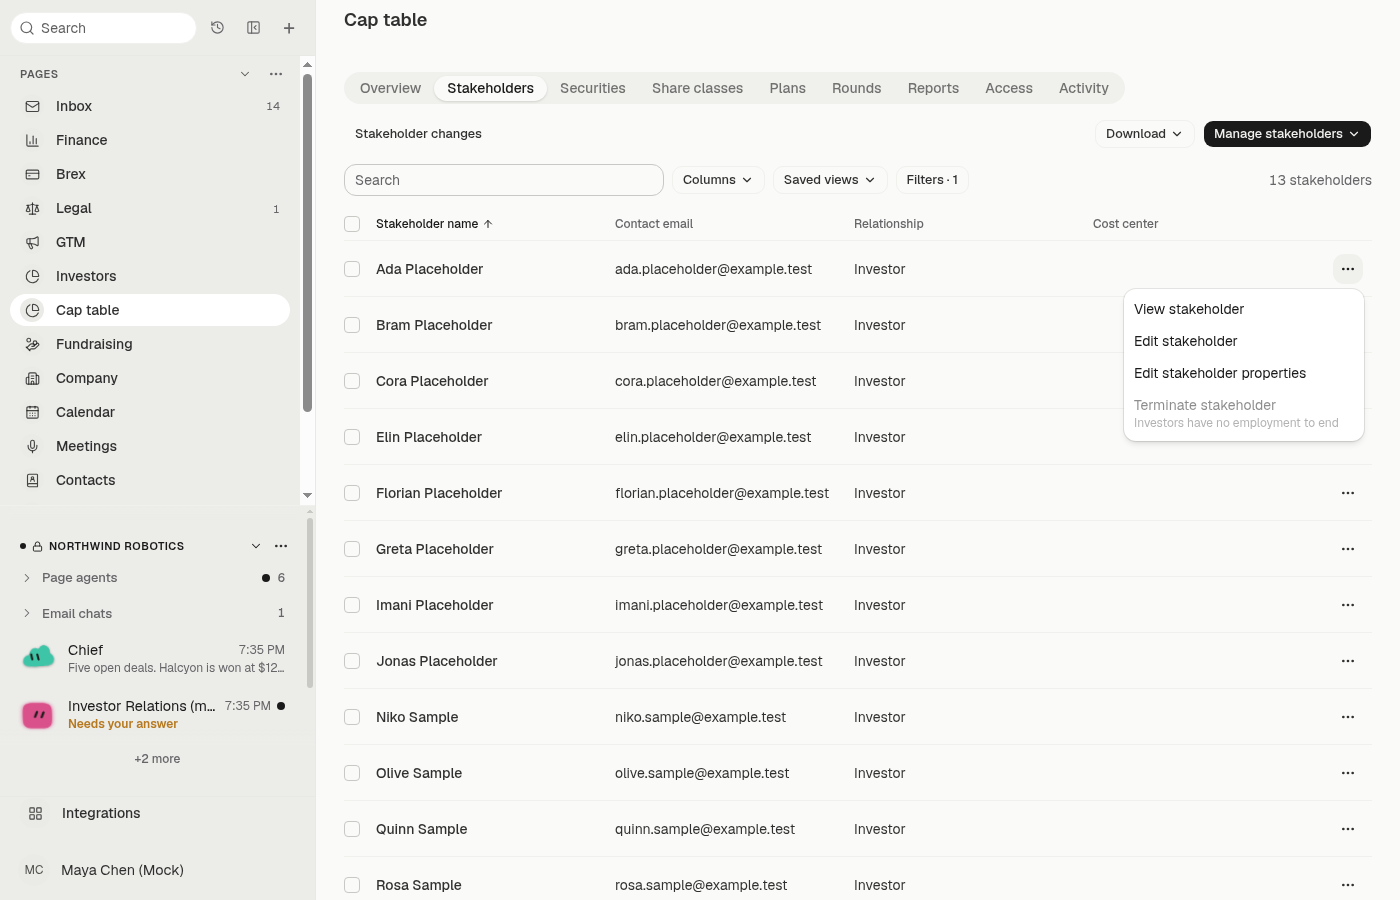 Search
PAGES
Inbox 14
Finance
Brex
Legal 1
GTM
Investors
Cap table
Fundraising
Company
Calendar
Meetings
Contacts
NORTHWIND ROBOTICS
Page agents 6
Email chats 1
Chief 7:35 PM
Five open deals. Halcyon is won at $12...
Investor Relations (m... 7:35 PM
Needs your answer
+2 more
Integrations
MC Maya Chen (Mock)
Cap table
Overview Stakeholders Securities Share classes Plans Rounds Reports Access Activity
Stakeholder changes Download Manage stakeholders
Search Columns Saved views Filters · 1 13 stakeholders
Stakeholder name Contact email Relationship Cost center
Ada Placeholder ada.placeholder@example.test Investor
Bram Placeholder bram.placeholder@example.test Investor
Cora Placeholder cora.placeholder@example.test Investor
Elin Placeholder elin.placeholder@example.test Investor
Florian Placeholder florian.placeholder@example.test Investor
Greta Placeholder greta.placeholder@example.test Investor
Imani Placeholder imani.placeholder@example.test Investor
Jonas Placeholder jonas.placeholder@example.test Investor
Niko Sample niko.sample@example.test Investor
Olive Sample olive.sample@example.test Investor
Quinn Sample quinn.sample@example.test Investor
Rosa Sample rosa.sample@example.test Investor
View stakeholder
Edit stakeholder
Edit stakeholder properties
Terminate stakeholder
Investors have no employment to end